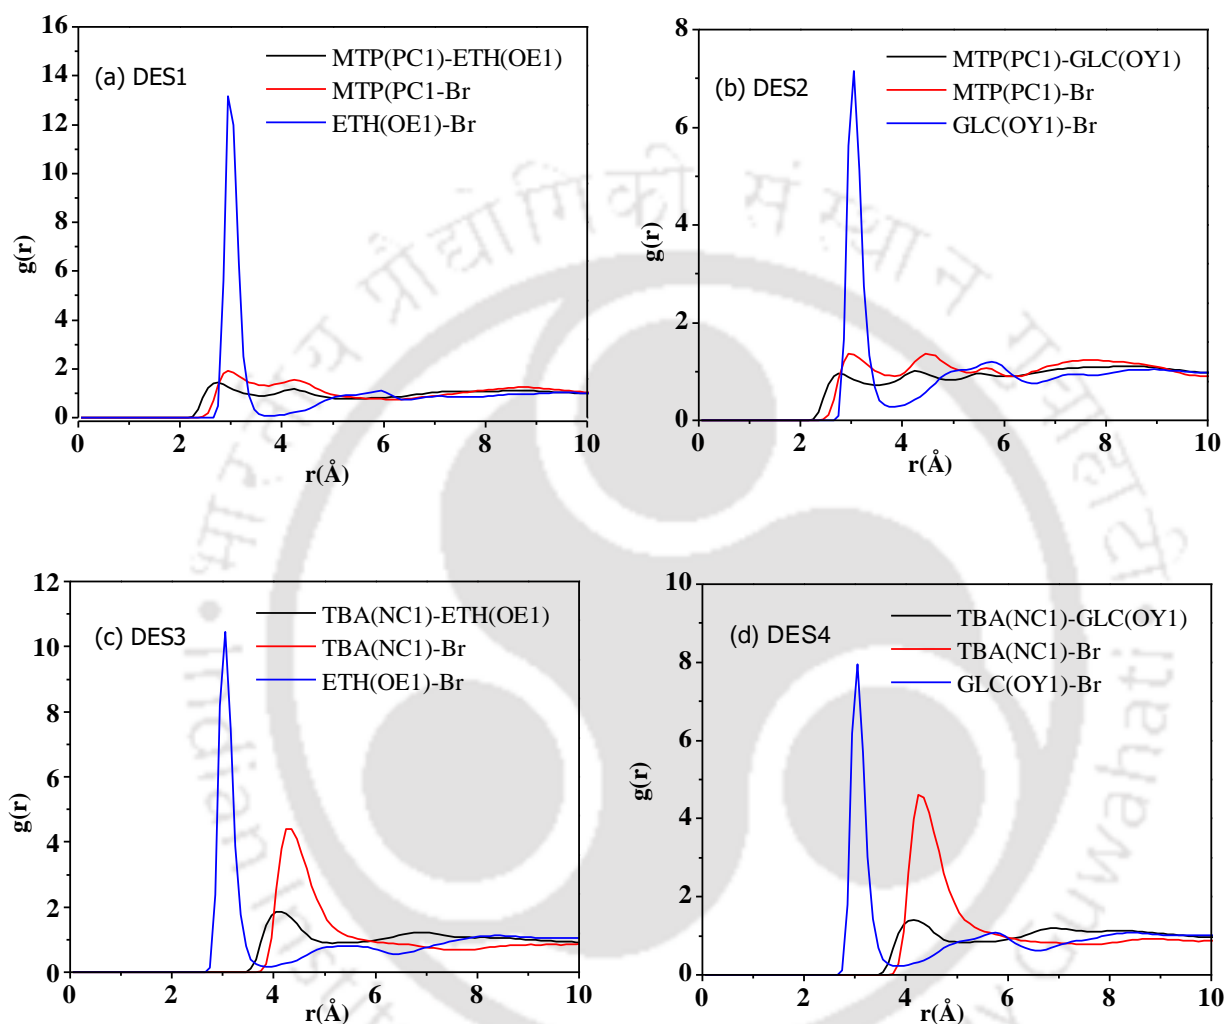 16
14
12
10
8
6
4
2
0
g(r)
(a) DES1
MTP(PC1)-ETH(OE1)
MTP(PC1-Br
ETH(OE1)-Br
0 2 4 6 8 10
r(Å)
8
6
4
2
0
g(r)
(b) DES2
MTP(PC1)-GLC(OY1)
MTP(PC1)-Br
GLC(OY1)-Br
0 2 4 6 8 10
r(Å)
12
10
8
6
4
2
0
g(r)
(c) DES3
TBA(NC1)-ETH(OE1)
TBA(NC1)-Br
ETH(OE1)-Br
0 2 4 6 8 10
r(Å)
10
8
6
4
2
0
g(r)
(d) DES4
TBA(NC1)-GLC(OY1)
TBA(NC1)-Br
GLC(OY1)-Br
0 2 4 6 8 10
r(Å)
Indian Instit
Guwahati